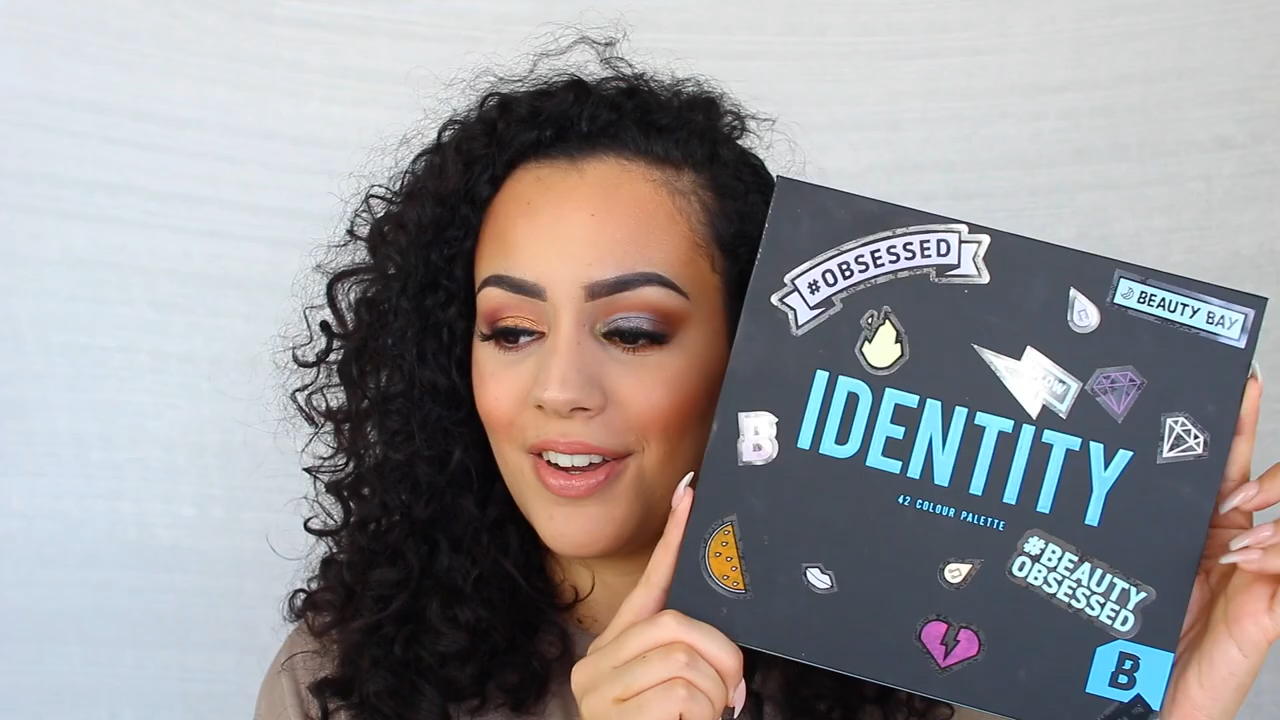 #OBSESSED
BEAUTY BAY
B
IDENTITY
42 COLOUR PALETTE
#BEAUTY
OBSESSED
B